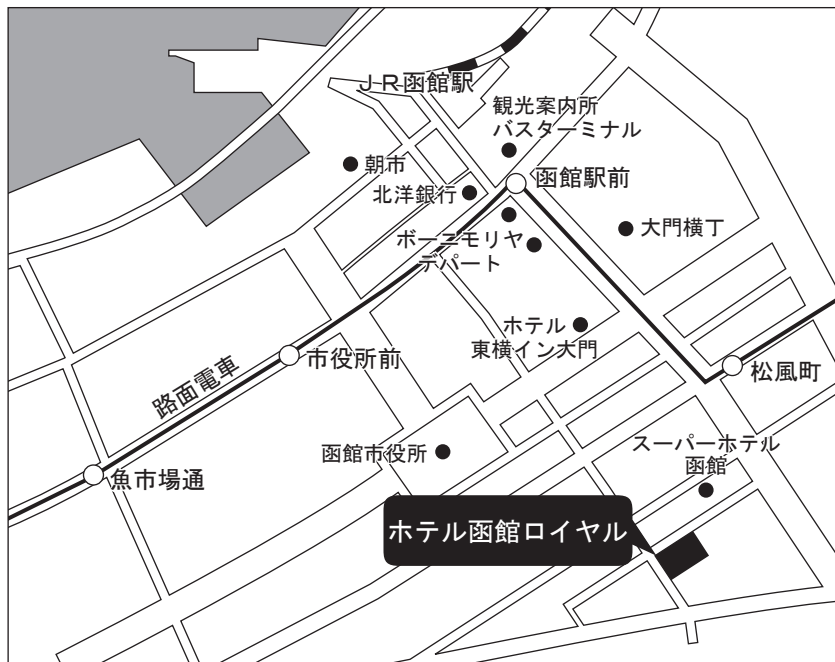 ＪＲ函館駅
観光案内所
バスターミナル
朝市
北洋銀行
函館駅前
大門横丁
ボーニモリヤ
デパート
ホテル
東横イン大門
市役所前
路面電車
松風町
函館市役所
スーパーホテル
函館
魚市場通
ホテル函館ロイヤル